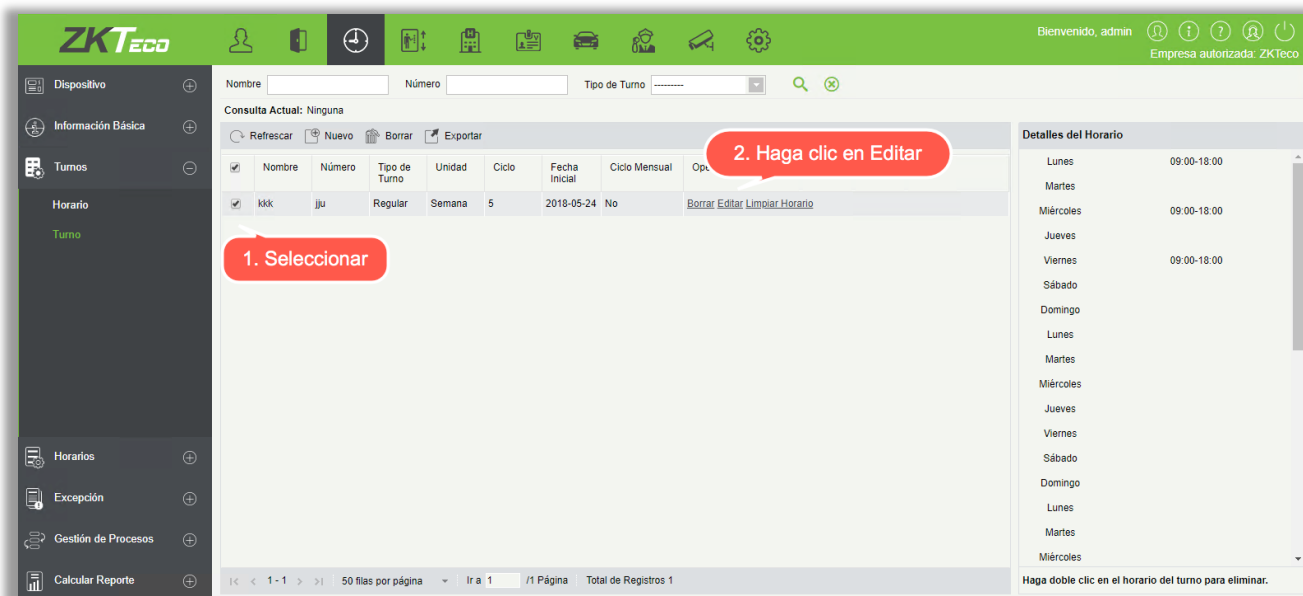 ZKTECO
Bienvenido, admin
Empresa autorizada: ZKTeco
Dispositivo
Información Básica
Turnos
Horario
Turno
Horarios
Excepción
Gestión de Procesos
Calcular Reporte
Nombre Número Tipo de Turno ---------
Consulta Actual: Ninguna
Refrescar Nuevo Borrar Exportar
2. Haga clic en Editar
Nombre Número Tipo de Turno Unidad Ciclo Fecha Inicial Ciclo Mensual Ope
kkk jju Regular Semana 5 2018-05-24 No Borrar Editar Limpiar Horario
1. Seleccionar
1 - 1 50 filas por página Ir a 1 /1 Página Total de Registros 1
Detalles del Horario
Lunes 09:00-18:00
Martes
Miércoles 09:00-18:00
Jueves
Viernes 09:00-18:00
Sábado
Domingo
Lunes
Martes
Miércoles
Jueves
Viernes
Sábado
Domingo
Lunes
Martes
Miércoles
Haga doble clic en el horario del turno para eliminar.